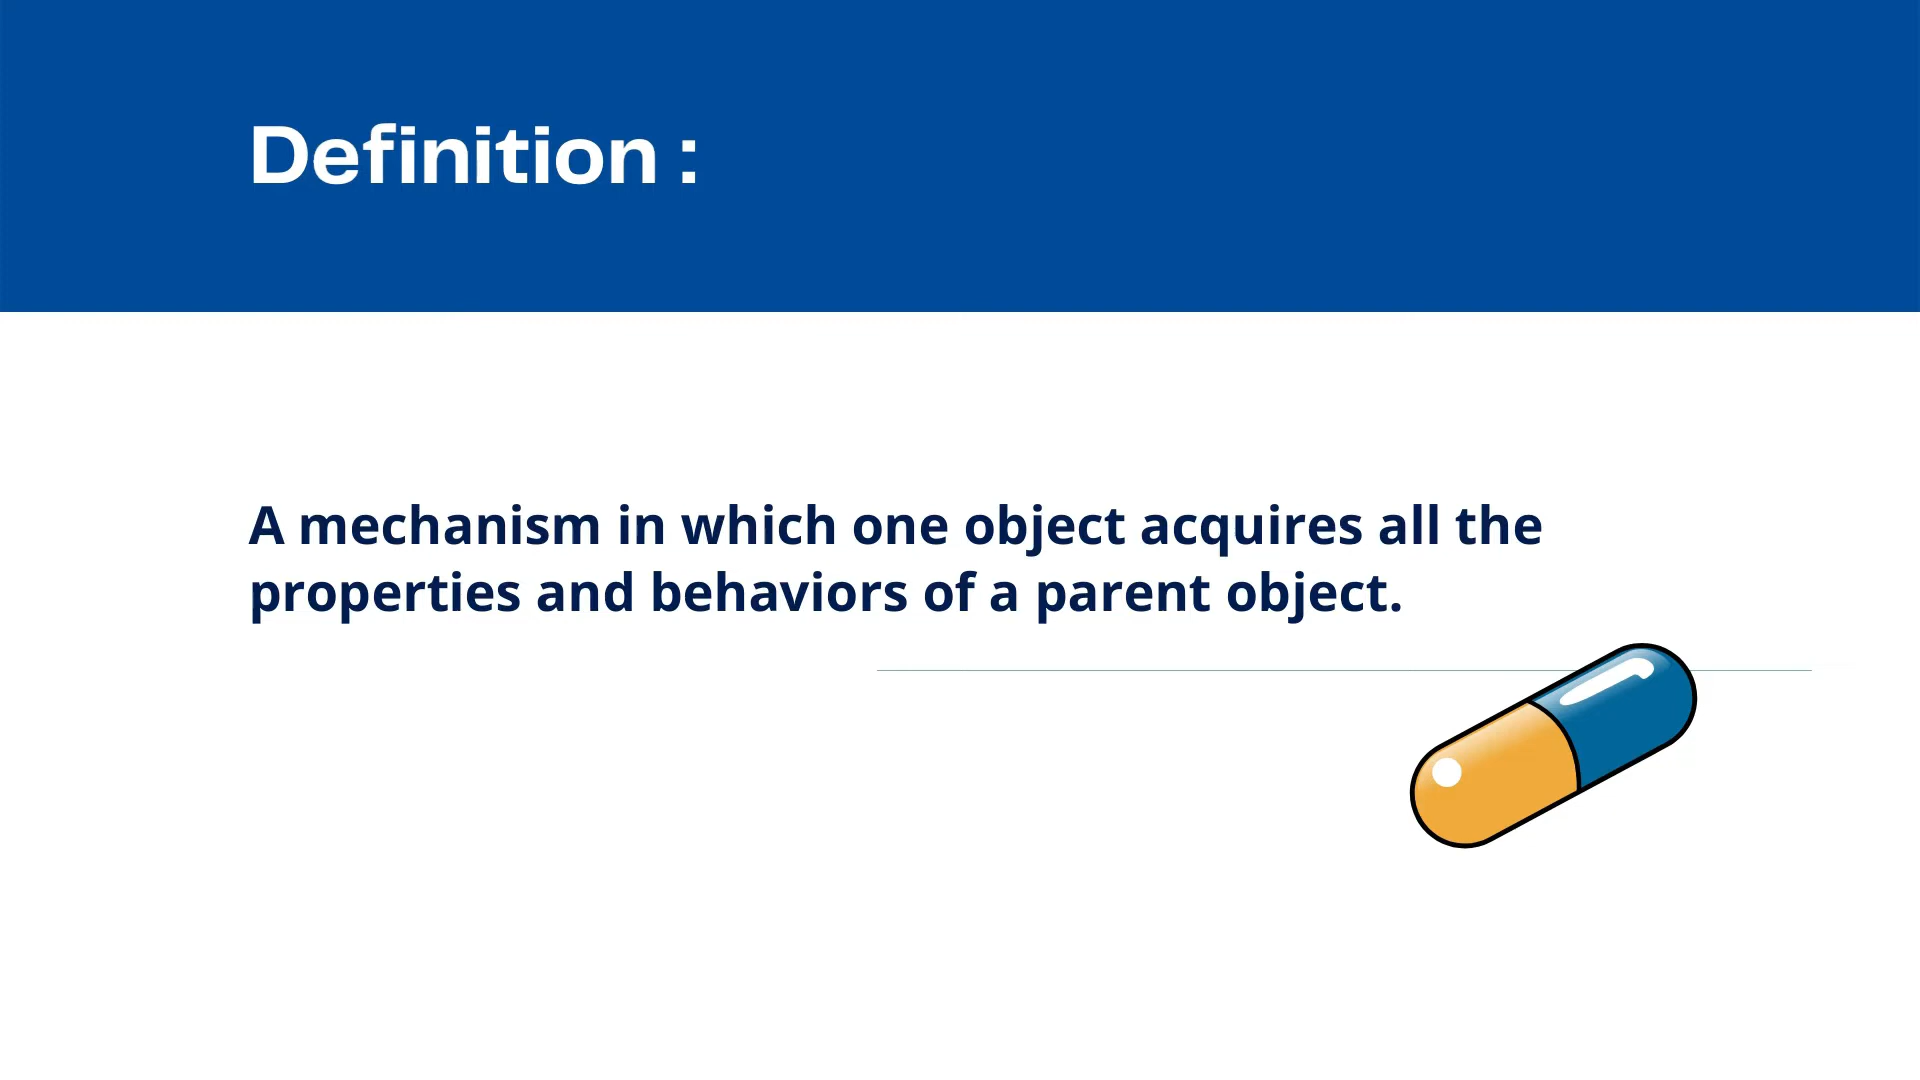 Definition :
A mechanism in which one object acquires all the
properties and behaviors of a parent object.